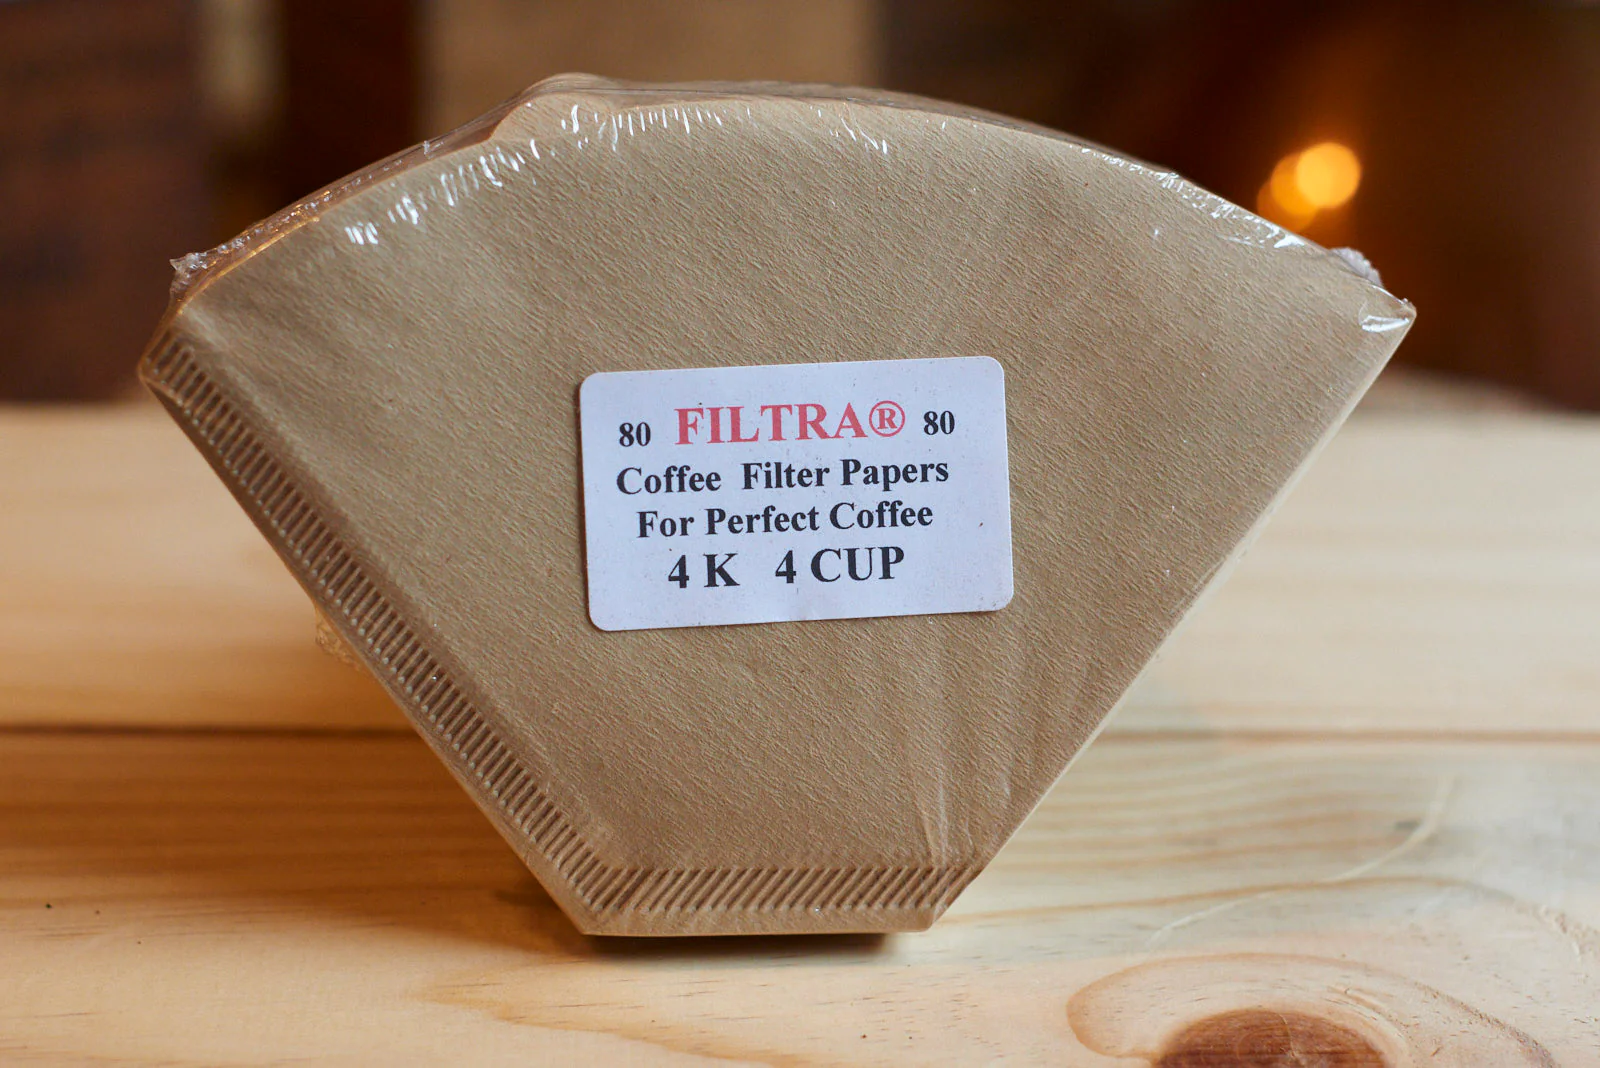 80 FILTRA® 80
Coffee Filter Papers
For Perfect Coffee
4 K 4 CUP